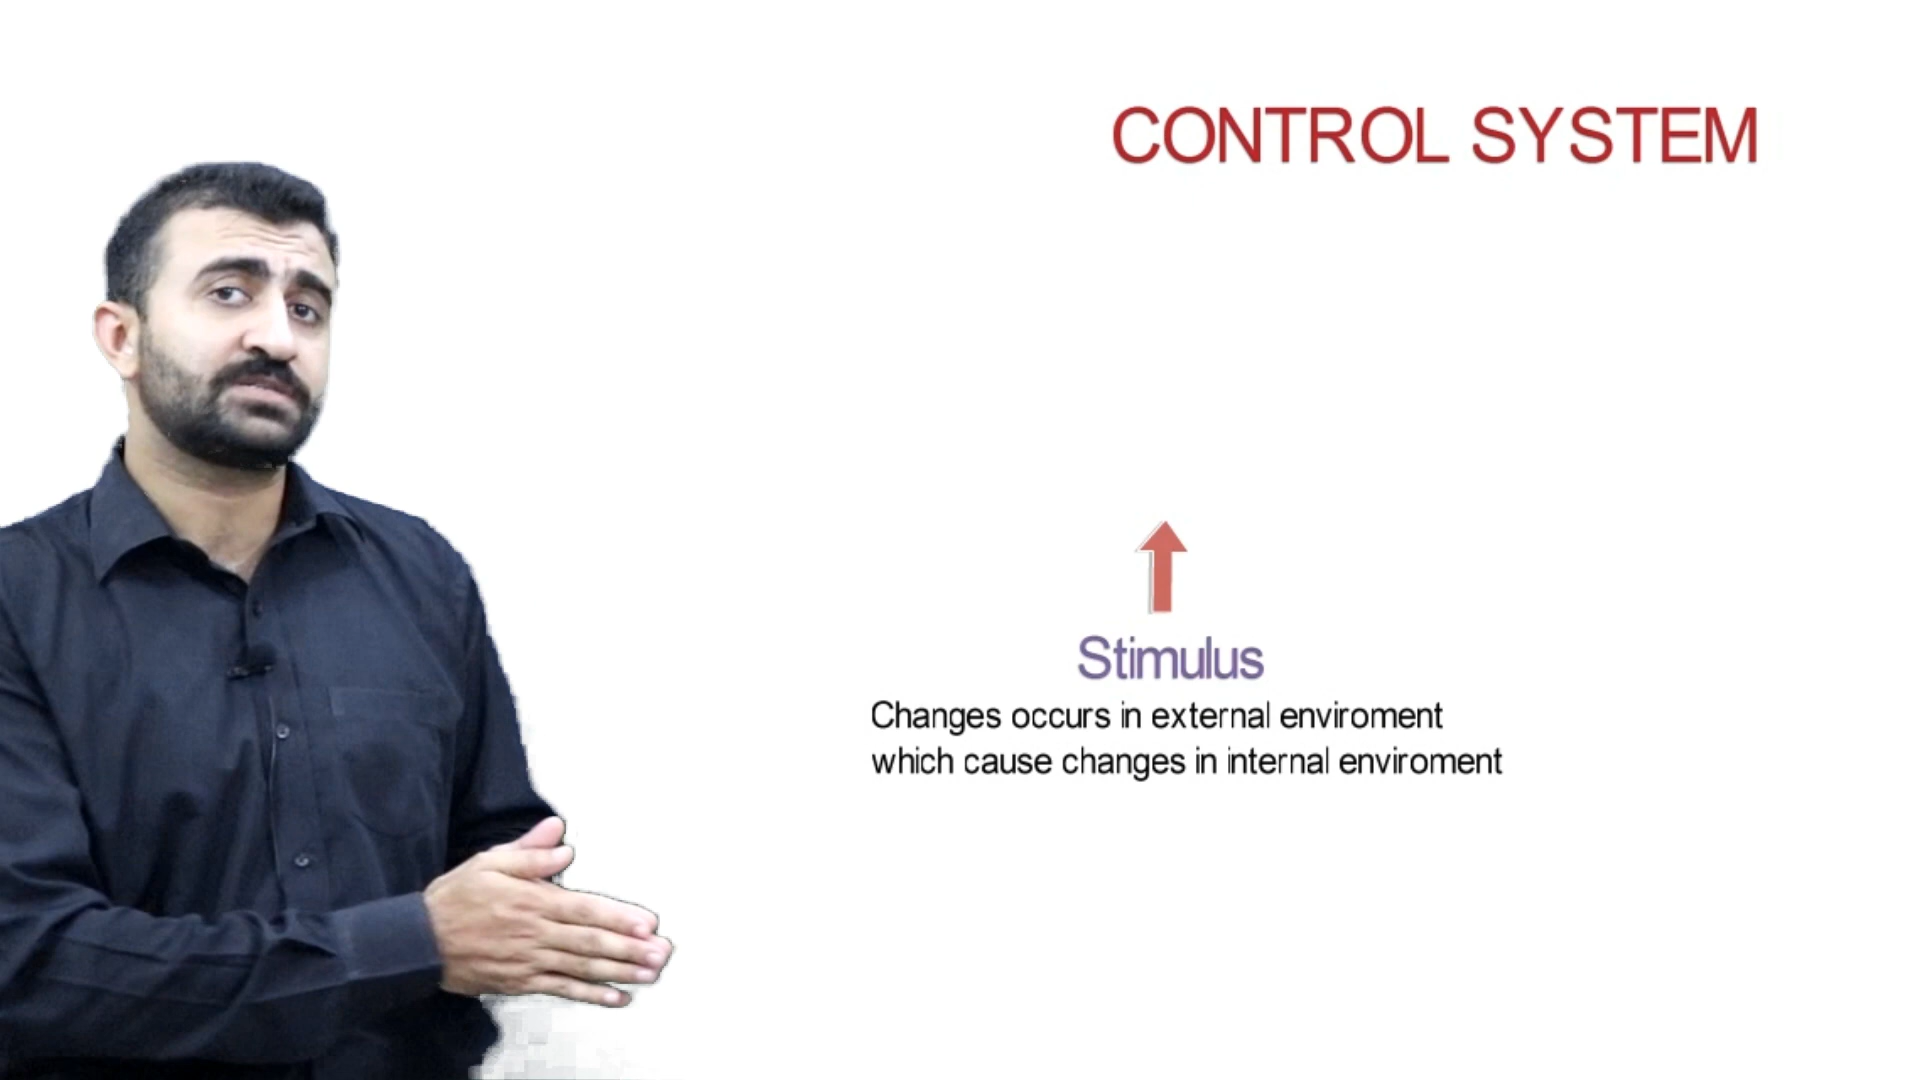 CONTROL SYSTEM
Stimulus
Changes occurs in external enviroment
which cause changes in internal enviroment